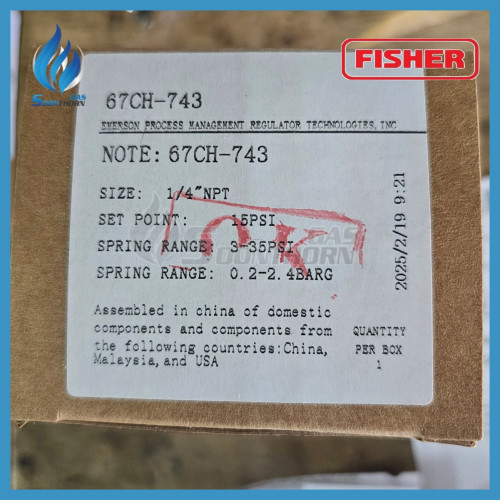 FISHER
67CH-743
EMERSON PROCESS MANAGEMENT REGULATOR TECHNOLOGIES, INC
NOTE: 67CH-743
SIZE: 1/4"NPT
SET POINT: 15PSI
SPRING RANGE: 3-35PSI
SPRING RANGE: 0.2-2.4BARG
OK
2025/2/19 9:21
Assembled in china of domestic
components and components from
the following countries:China,
Malaysia, and USA
QUANTITY
PER BOX
1